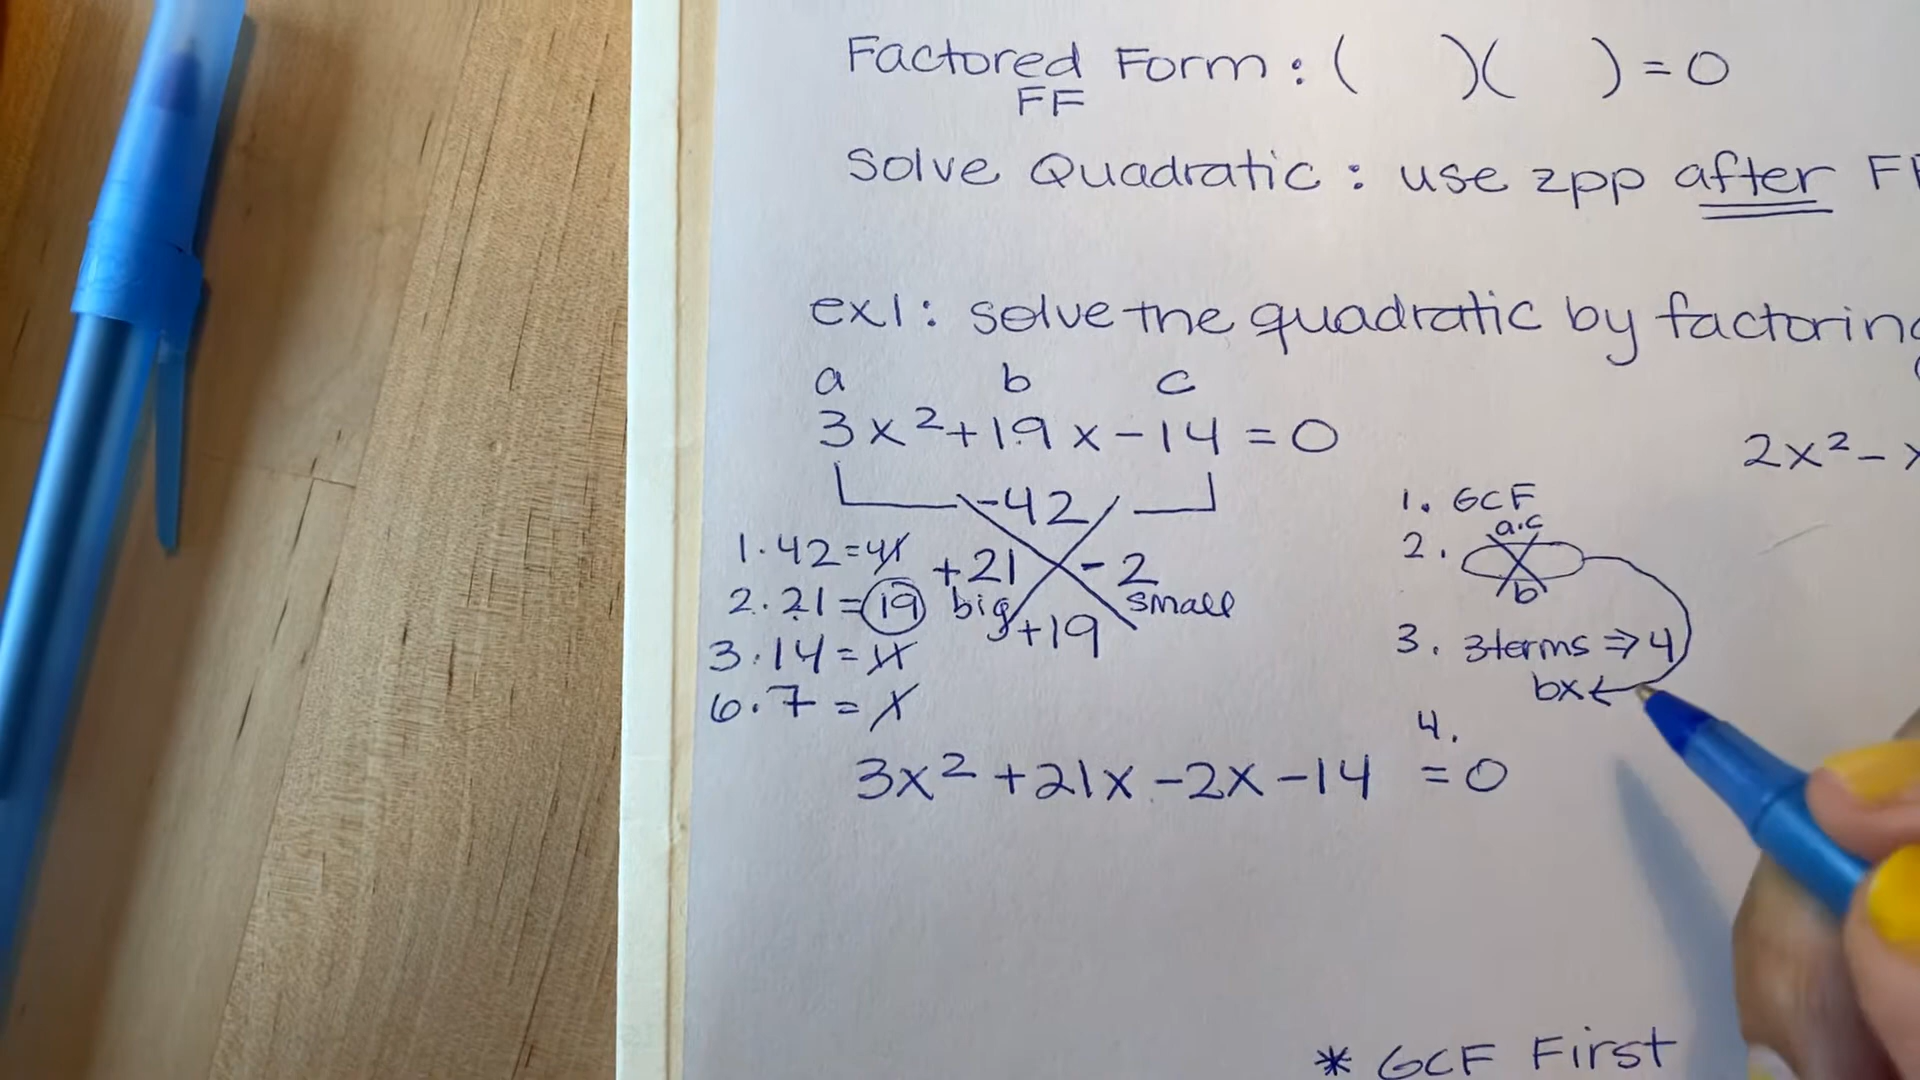 Factored Form : ( )( ) = 0
FF
Solve Quadratic : use zpp after
ex1: solve the quadratic by factoring
a b c
3x² + 19x - 14 = 0
2x² -
-42
1. GCF
a.c
2.
b
1.42 = 41
+21 -2
2.21 = 19
big small
+19
3.14 = 11
3. 3terms ⇒ 4
bx ←
6.7 = 1
4.
3x² + 21x - 2x - 14 = 0
* GCF First